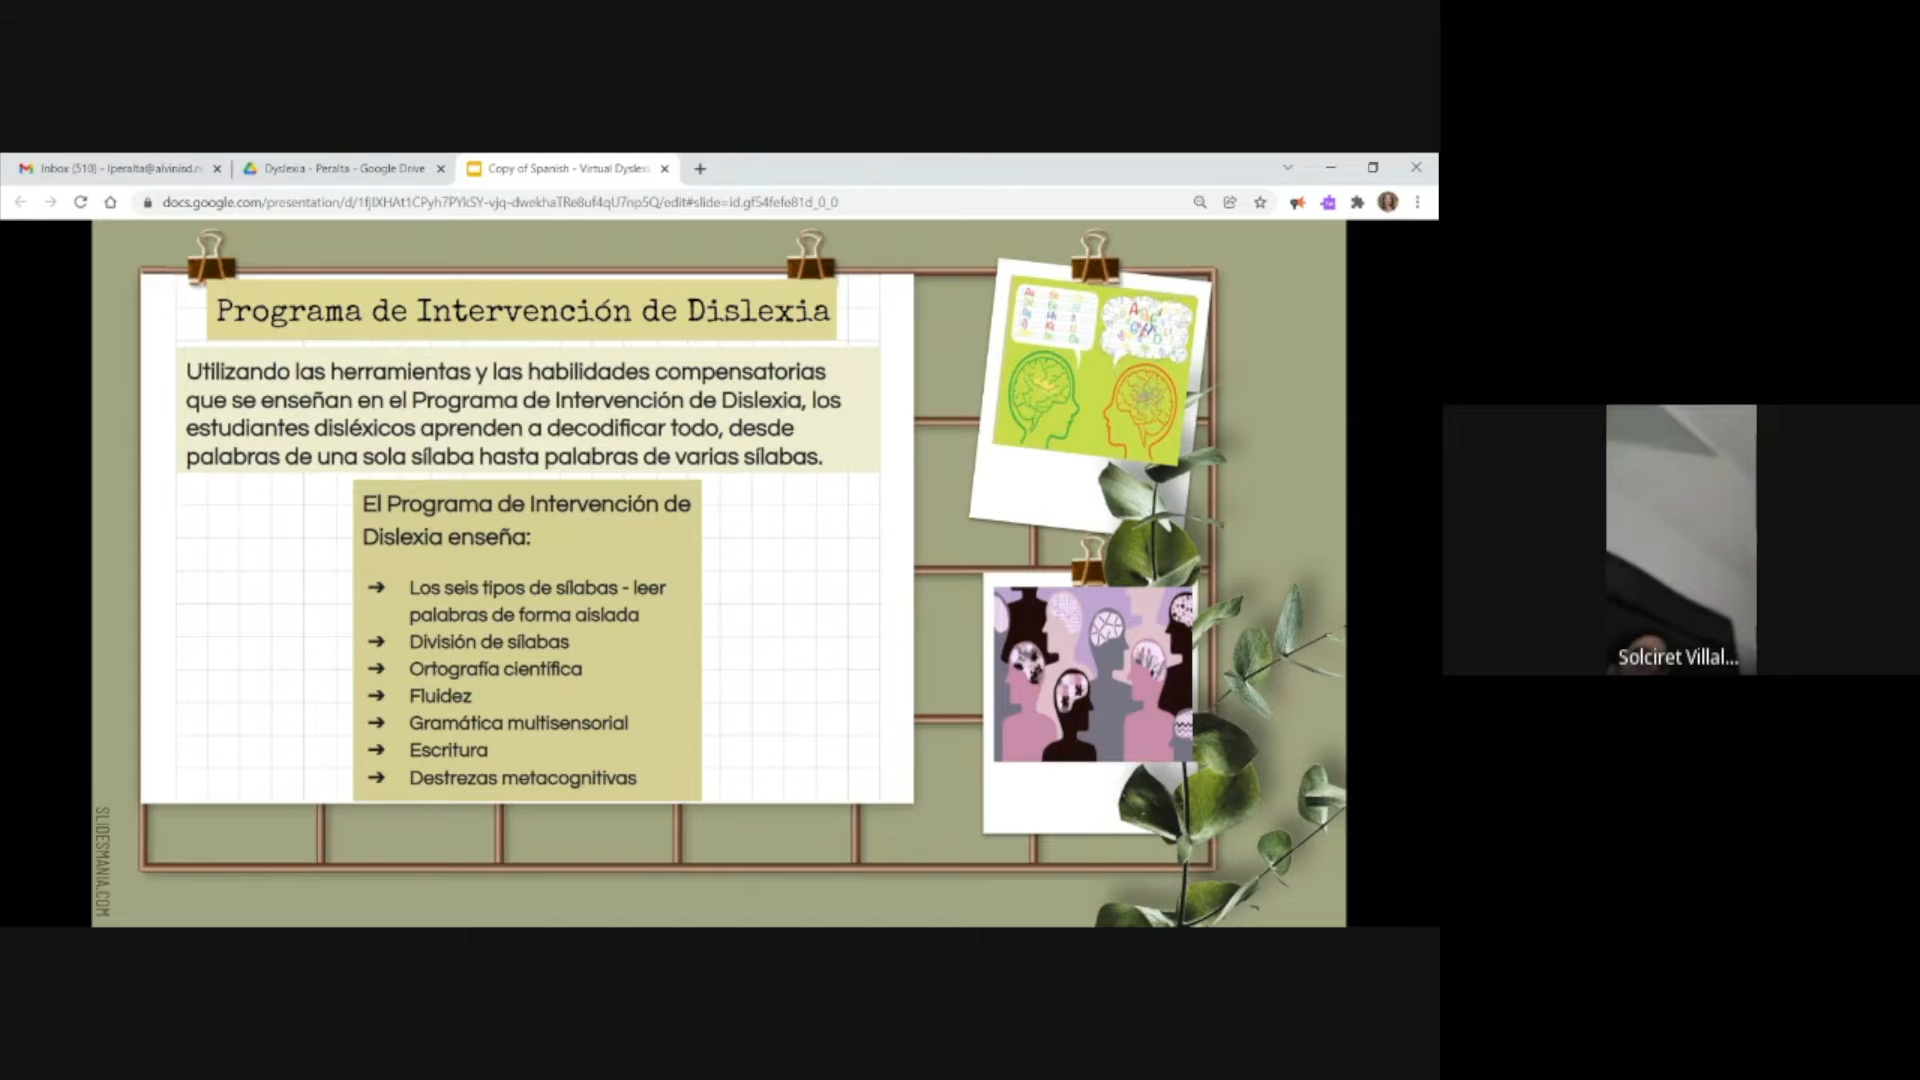 Inbox (510) - lperalta@alvinisd.n
Dyslexia - Peralta - Google Drive
Copy of Spanish - Virtual Dyslexi
docs.google.com/presentation/d/1fjIXHAt1CPyh7PYkSY-vjq-dwekhaTRe8uf4qU7np5Q/edit#slide=id.gf54fefe81d_0_0
Programa de Intervención de Dislexia
Utilizando las herramientas y las habilidades compensatorias
que se enseñan en el Programa de Intervención de Dislexia, los
estudiantes disléxicos aprenden a decodificar todo, desde
palabras de una sola sílaba hasta palabras de varias sílabas.
El Programa de Intervención de
Dislexia enseña:
➔ Los seis tipos de sílabas - leer
palabras de forma aislada
➔ División de sílabas
➔ Ortografía científica
➔ Fluidez
➔ Gramática multisensorial
➔ Escritura
➔ Destrezas metacognitivas
SLIDESMANIA.COM
Solciret Villal...